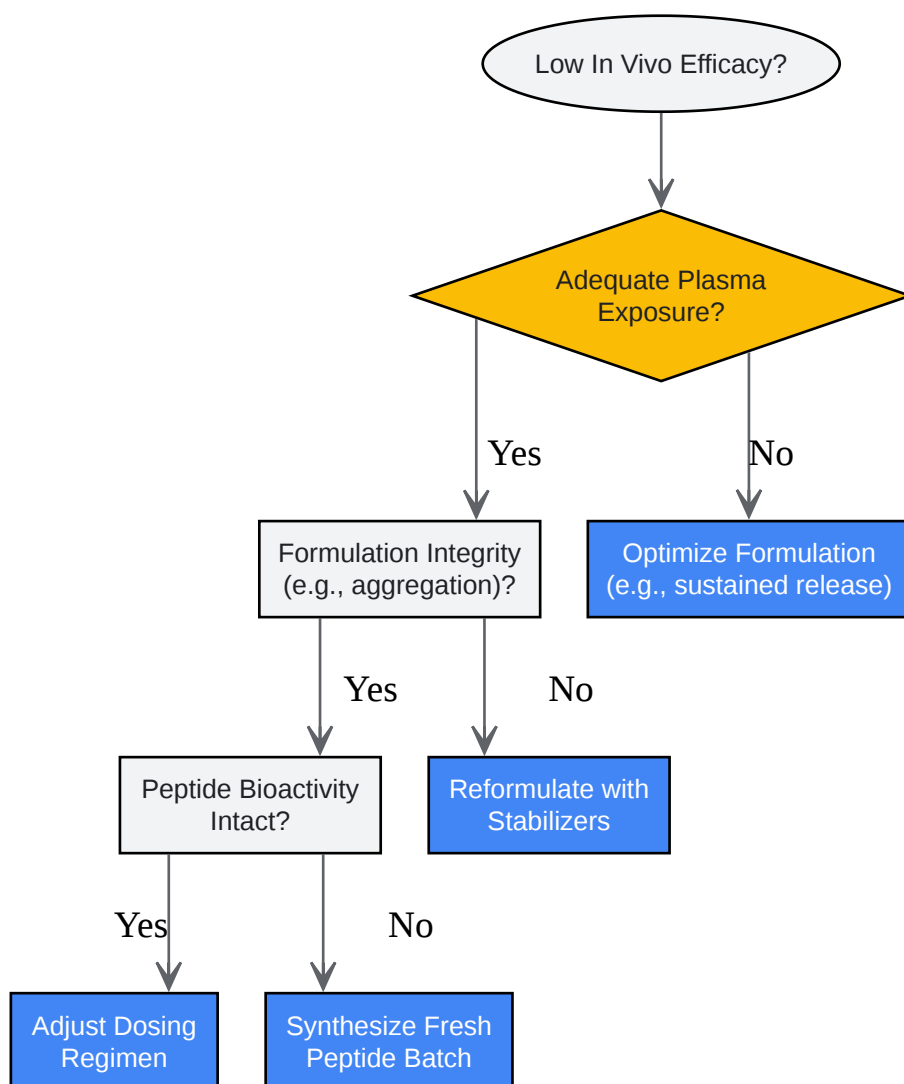 Low In Vivo Efficacy?
Adequate Plasma
Exposure?
Yes
No
Formulation Integrity
(e.g., aggregation)?
Optimize Formulation
(e.g., sustained release)
Yes
No
Peptide Bioactivity
Intact?
Reformulate with
Stabilizers
Yes
No
Adjust Dosing
Regimen
Synthesize Fresh
Peptide Batch